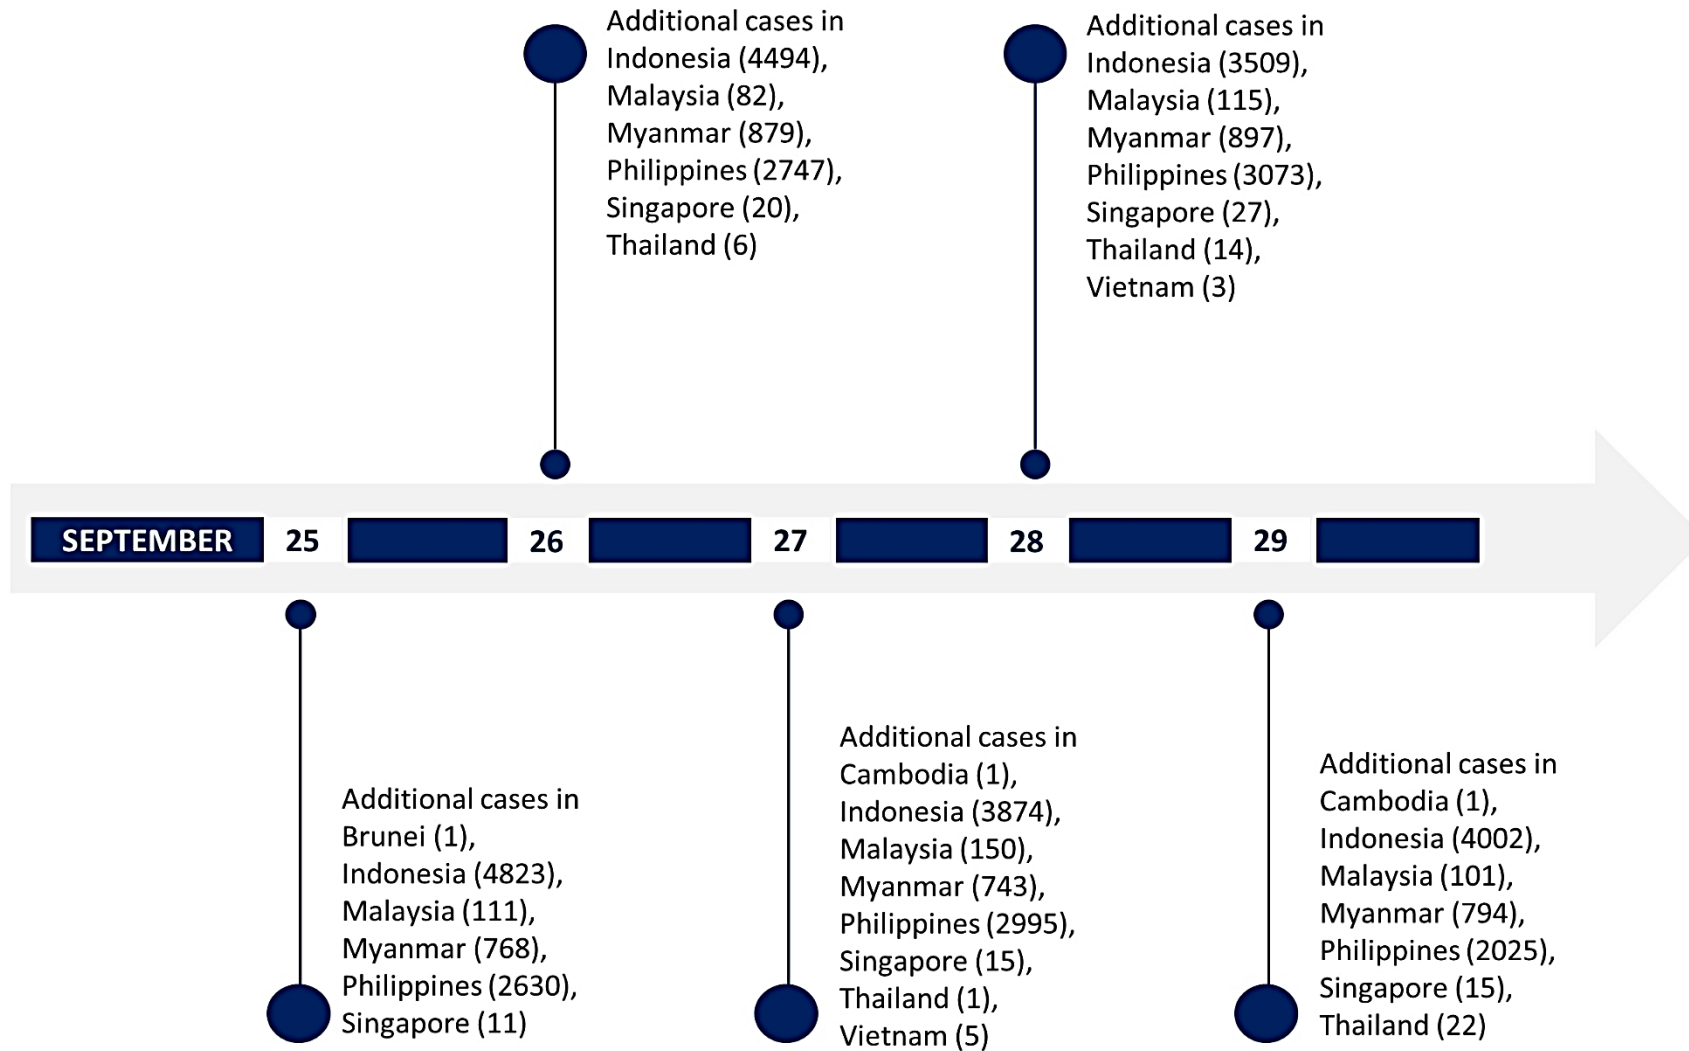 Additional cases in
Indonesia (4494),
Malaysia (82),
Myanmar (879),
Philippines (2747),
Singapore (20),
Thailand (6)
Additional cases in
Indonesia (3509),
Malaysia (115),
Myanmar (897),
Philippines (3073),
Singapore (27),
Thailand (14),
Vietnam (3)
SEPTEMBER 25 26 27 28 29
Additional cases in
Brunei (1),
Indonesia (4823),
Malaysia (111),
Myanmar (768),
Philippines (2630),
Singapore (11)
Additional cases in
Cambodia (1),
Indonesia (3874),
Malaysia (150),
Myanmar (743),
Philippines (2995),
Singapore (15),
Thailand (1),
Vietnam (5)
Additional cases in
Cambodia (1),
Indonesia (4002),
Malaysia (101),
Myanmar (794),
Philippines (2025),
Singapore (15),
Thailand (22)